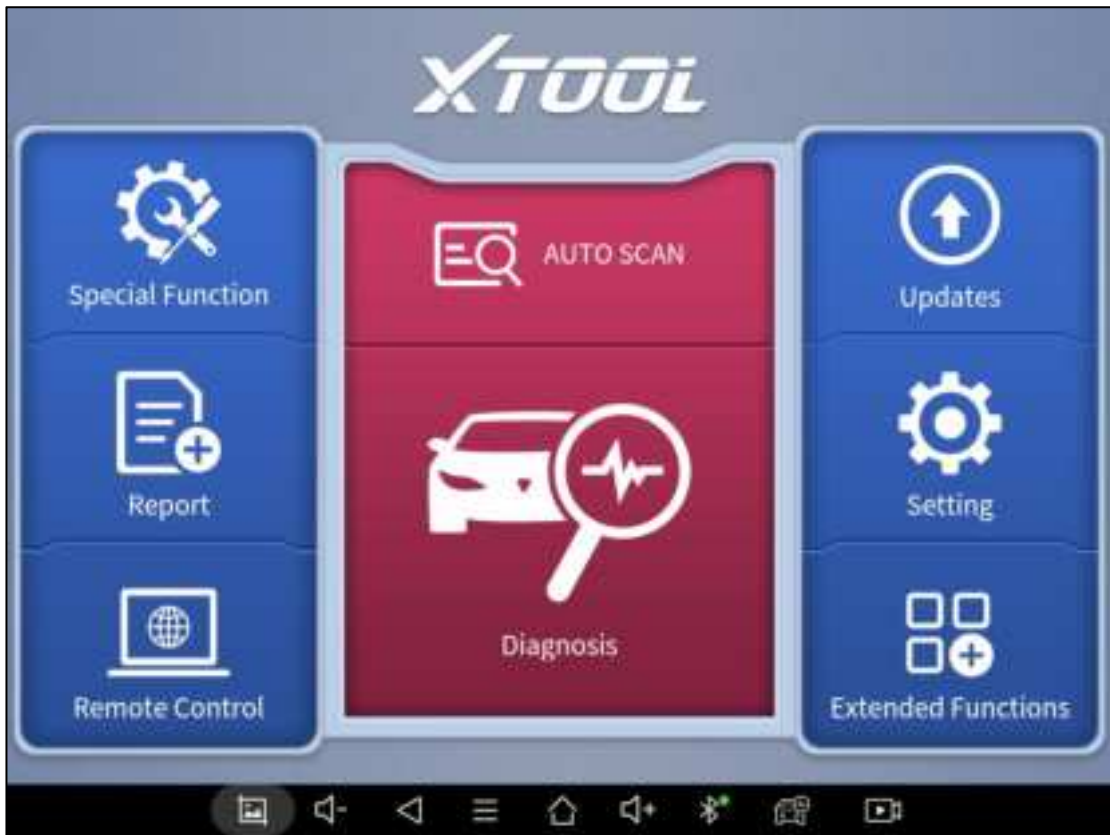 XTOOL
Special Function
AUTO SCAN
Updates
Report
Diagnosis
Setting
Remote Control
Extended Functions